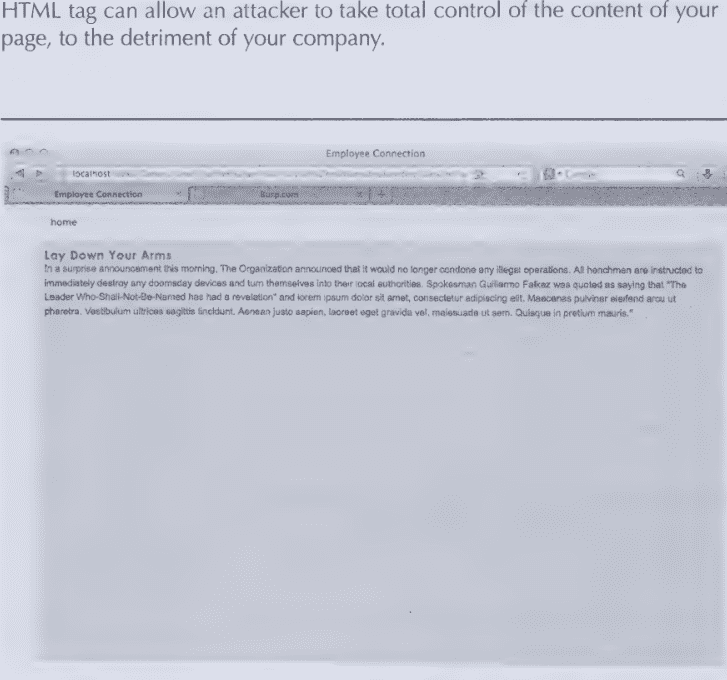 HTML tag can allow an attacker to take total control of the content of your
page, to the detriment of your company.
Employee Connection
localhost
Employee Connection
home
Lay Down Your Arms
In a surprise announcement this morning, The Organization announced that it would no longer condone any illegal operations. All henchmen are instructed to
immediately destroy any doomsday devices and turn themselves into their local authorities. Spokesman Guillermo was quoted as saying that "The
Leader Who-Shall-Not-Be-Named has had a revelation" and lorem ipsum dolor sit amet, consectetur adipiscing elit. Maecenas pulvinar eleifend arcu ut
pharetra. Vestibulum ultrices sagittis tincidunt. Aenean justo sapien, laoreet eget gravida vel, malesuada ut sem. Quisque in pretium mauris."